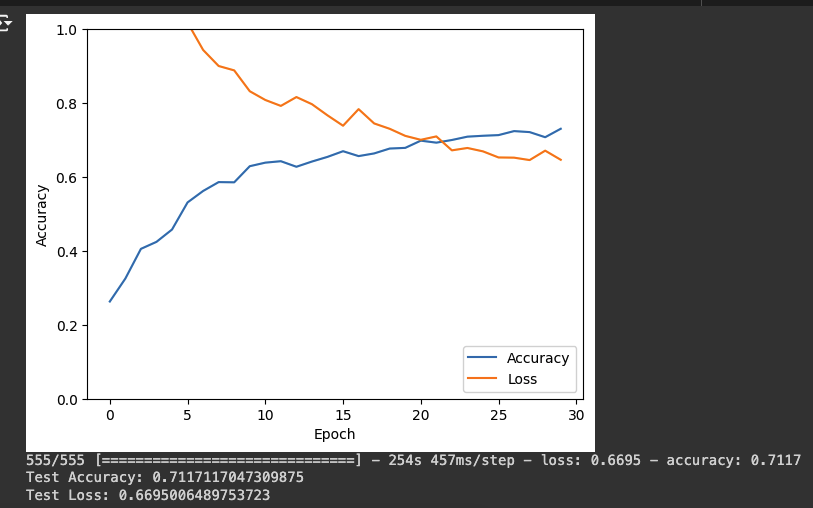 1.0
0.8
0.6
0.4
0.2
0.0
Accuracy
Accuracy
Loss
0 5 10 15 20 25 30
Epoch
555/555 [==============================] - 254s 457ms/step - loss: 0.6695 - accuracy: 0.7117
Test Accuracy: 0.7117117047309875
Test Loss: 0.6695006489753723